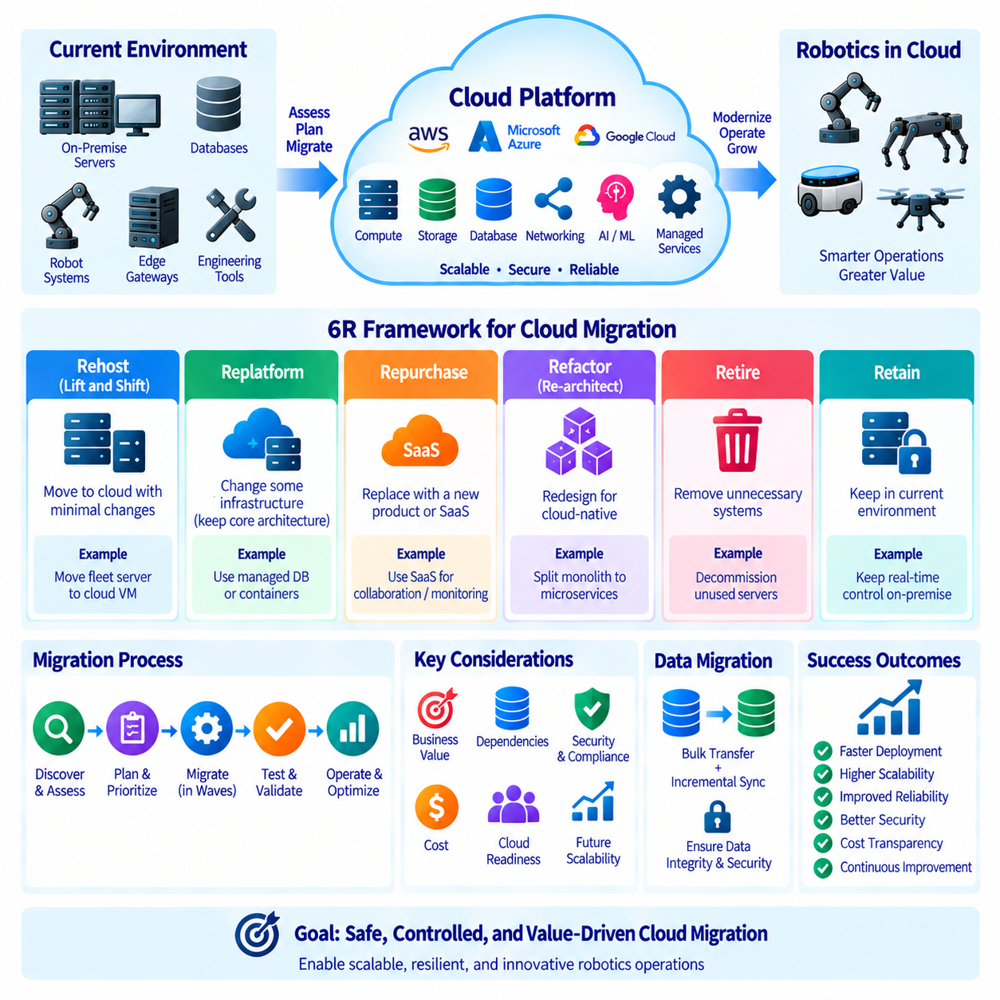 Current Environment
On-Premise
Servers
Databases
Robot
Systems
Edge
Gateways
Engineering
Tools
Assess
Plan
Migrate
Cloud Platform
aws
Microsoft
Azure
Google Cloud
Compute
Storage
Database
Networking
AI / ML
Managed
Services
Scalable • Secure • Reliable
Modernize
Operate
Grow
Robotics in Cloud
Smarter Operations
Greater Value
6R Framework for Cloud Migration
Rehost
(Lift and Shift)
Move to cloud with
minimal changes
Example
Move fleet server
to cloud VM
Replatform
Change some
infrastructure
(keep core architecture)
Example
Use managed DB
or containers
Repurchase
SaaS
Replace with a new
product or SaaS
Example
Use SaaS for
collaboration / monitoring
Refactor
(Re-architect)
Redesign for
cloud-native
Example
Split monolith to
microservices
Retire
Remove unnecessary
systems
Example
Decommission
unused servers
Retain
Keep in current
environment
Example
Keep real-time
control on-premise
Migration Process
Discover
& Assess
Plan &
Prioritize
Migrate
(in Waves)
Test &
Validate
Operate &
Optimize
Key Considerations
Business
Value
Dependencies
Security
& Compliance
$
Cost
Cloud
Readiness
Future
Scalability
Data Migration
Bulk Transfer
+
Incremental Sync
Ensure Data
Integrity & Security
Success Outcomes
Faster Deployment
Higher Scalability
Improved Reliability
Better Security
Cost Transparency
Continuous Improvement
Goal: Safe, Controlled, and Value-Driven Cloud Migration
Enable scalable, resilient, and innovative robotics operations